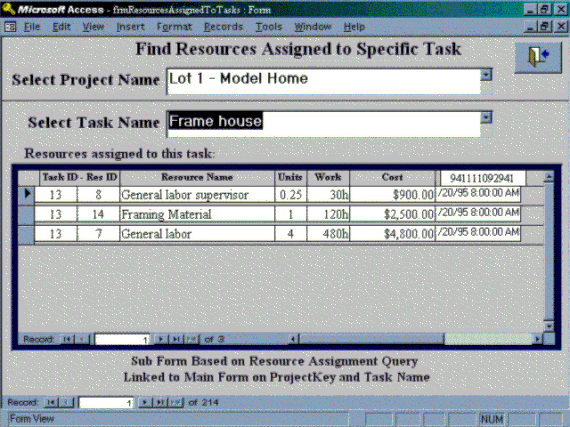 Microsoft Access - frmResourcesAssignedToTasks : Form
File Edit View Insert Format Records Tools Window Help
Find Resources Assigned to Specific Task
Select Project Name Lot 1 - Model Home
Select Task Name Frame house
Resources assigned to this task:
Task ID - Res ID Resource Name Units Work Cost 941111092941
13 8 General labor supervisor 0.25 30h $900.00 /20/95 8:00:00 AM
13 14 Framing Material 1 120h $2,500.00 /20/95 8:00:00 AM
13 7 General labor 4 480h $4,800.00 /20/95 8:00:00 AM
Record: 1 of 3
Sub Form Based on Resource Assignment Query
Linked to Main Form on ProjectKey and Task Name
Record: 1 of 214
Form View NUM